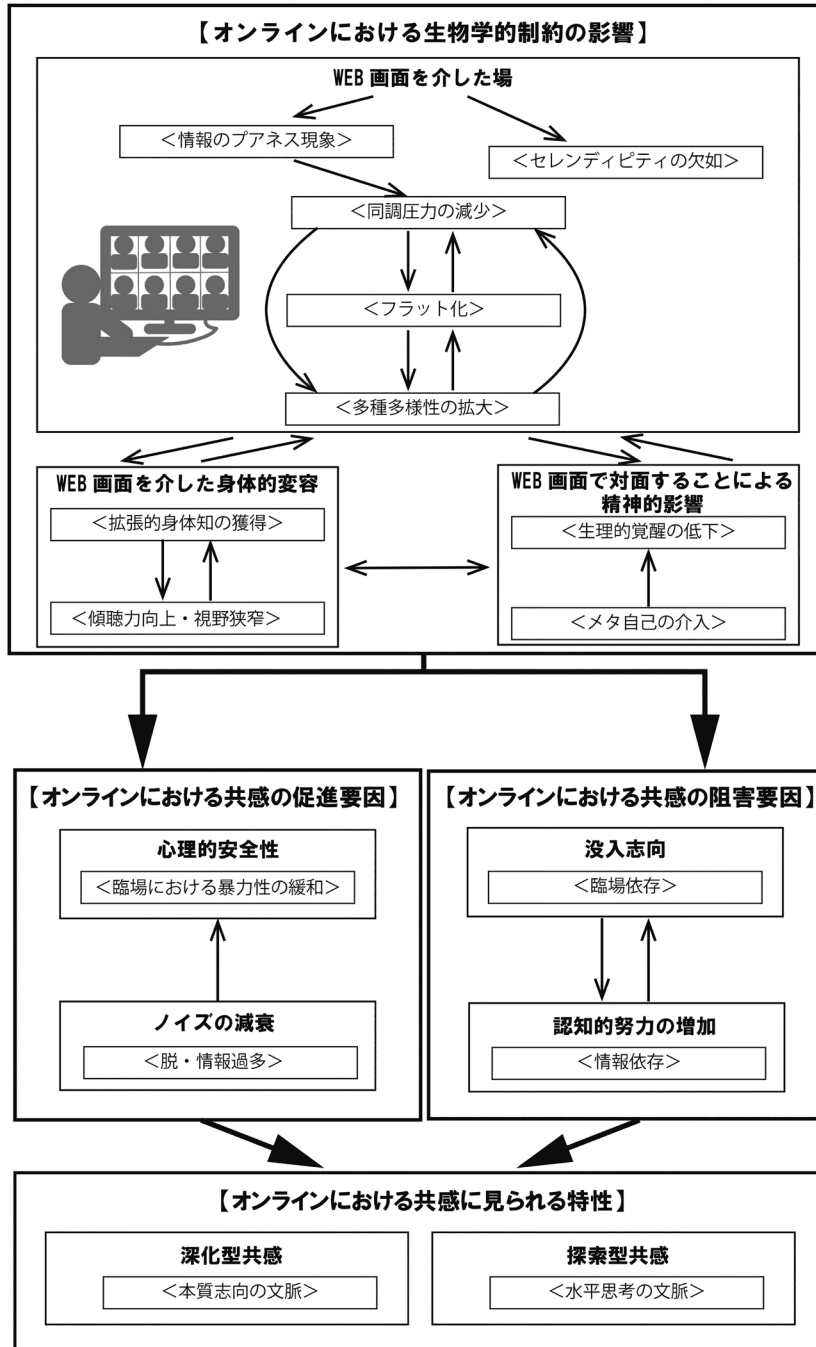 【オンラインにおける生物学的制約の影響】
WEB 画面を介した場
＜情報のプアネス現象＞
＜セレンディピティの欠如＞
＜同調圧力の減少＞
＜フラット化＞
＜多種多様性の拡大＞
WEB 画面を介した身体的変容
＜拡張的身体知の獲得＞
＜傾聴力向上・視野狭窄＞
WEB 画面で対面することによる
精神的影響
＜生理的覚醒の低下＞
＜メタ自己の介入＞
【オンラインにおける共感の促進要因】
心理的安全性
＜臨場における暴力性の緩和＞
ノイズの減衰
＜脱・情報過多＞
【オンラインにおける共感の阻害要因】
没入志向
＜臨場依存＞
認知的努力の増加
＜情報依存＞
【オンラインにおける共感に見られる特性】
深化型共感
＜本質志向の文脈＞
探索型共感
＜水平思考の文脈＞